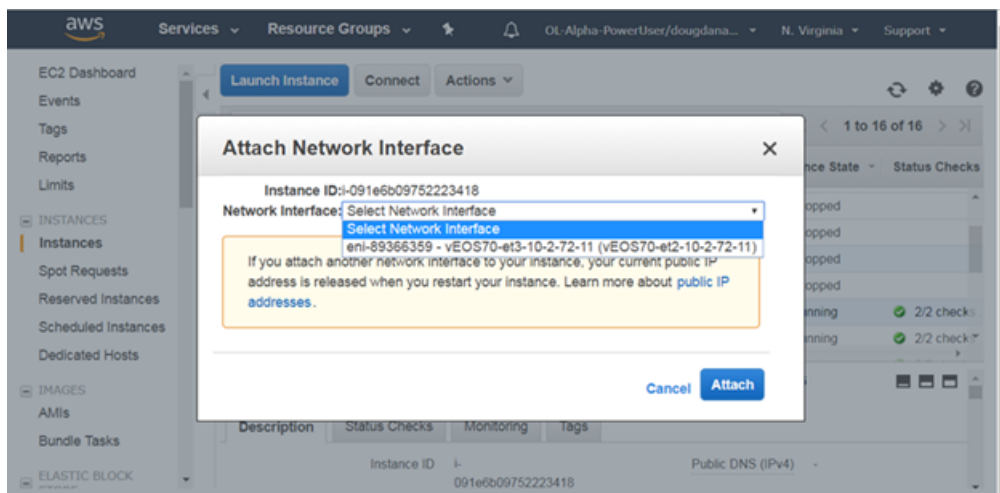 aws Services Resource Groups OL-Alpha-PowerUser/dougdana... N. Virginia Support
EC2 Dashboard
Events
Tags
Reports
Limits
INSTANCES
Instances
Spot Requests
Reserved Instances
Scheduled Instances
Dedicated Hosts
IMAGES
AMIs
Bundle Tasks
ELASTIC BLOCK
Launch Instance Connect Actions
1 to 16 of 16
nce State Status Checks
opped
opped
opped
opped
nning 2/2 checks
nning 2/2 check
Attach Network Interface
Instance ID:i-091e6b09752223418
Network Interface: Select Network Interface
Select Network Interface
eni-89366359 - vEOS70-et3-10-2-72-11 (vEOS70-et2-10-2-72-11)
If you attach another network interface to your instance, your current public IP
address is released when you restart your instance. Learn more about public IP
addresses.
Cancel Attach
Description Status Checks Monitoring Tags
Instance ID i-
091e6b09752223418
Public DNS (IPv4) -